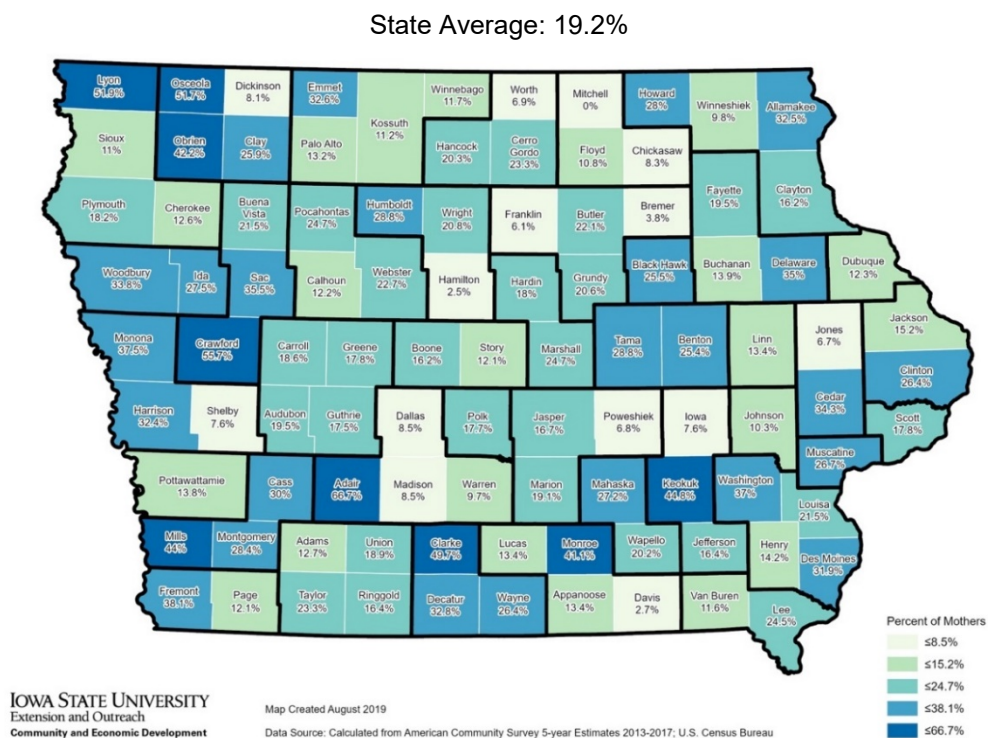 State Average: 19.2%
Lyon
51.9%
Osceola
51.7%
Dickinson
8.1%
Emmet
32.6%
Winnebago
11.7%
Worth
6.9%
Mitchell
0%
Howard
28%
Winneshiek
9.8%
Allamakee
32.5%
Kossuth
11.2%
Sioux
11%
Obrien
42.2%
Clay
25.9%
Palo Alto
13.2%
Hancock
20.3%
Cerro
Gordo
23.3%
Floyd
10.8%
Chickasaw
8.3%
Plymouth
18.2%
Cherokee
12.6%
Buena
Vista
21.5%
Pocahontas
24.7%
Humboldt
28.8%
Wright
20.8%
Franklin
6.1%
Butler
22.1%
Bremer
3.8%
Fayette
19.5%
Clayton
16.2%
Woodbury
33.8%
Ida
27.5%
Sac
35.5%
Calhoun
12.2%
Webster
22.7%
Hamilton
2.5%
Hardin
18%
Grundy
20.6%
Black Hawk
25.5%
Buchanan
13.9%
Delaware
35%
Dubuque
12.3%
Jackson
15.2%
Monona
37.5%
Crawford
55.7%
Carroll
18.6%
Greene
17.8%
Boone
16.2%
Story
12.1%
Marshall
24.7%
Tama
28.8%
Benton
25.4%
Linn
13.4%
Jones
6.7%
Clinton
26.4%
Harrison
32.4%
Shelby
7.6%
Audubon
19.5%
Guthrie
17.5%
Dallas
8.5%
Polk
17.7%
Jasper
16.7%
Poweshiek
6.8%
Iowa
7.6%
Johnson
10.3%
Cedar
34.3%
Scott
17.8%
Muscatine
26.7%
Pottawattamie
13.8%
Cass
30%
Adair
66.7%
Madison
8.5%
Warren
9.7%
Marion
19.1%
Mahaska
27.2%
Keokuk
44.8%
Washington
37%
Louisa
21.5%
Mills
44%
Montgomery
28.4%
Adams
12.7%
Union
18.9%
Clarke
49.7%
Lucas
13.4%
Monroe
41.1%
Wapello
20.2%
Jefferson
16.4%
Henry
14.2%
Des Moines
31.9%
Fremont
38.1%
Page
12.1%
Taylor
23.3%
Ringgold
16.4%
Decatur
32.8%
Wayne
26.4%
Appanoose
13.4%
Davis
2.7%
Van Buren
11.6%
Lee
24.5%
Percent of Mothers
≤8.5%
≤15.2%
≤24.7%
≤38.1%
≤66.7%
IOWA STATE UNIVERSITY
Extension and Outreach
Community and Economic Development
Map Created August 2019
Data Source: Calculated from American Community Survey 5-year Estimates 2013-2017; U.S. Census Bureau